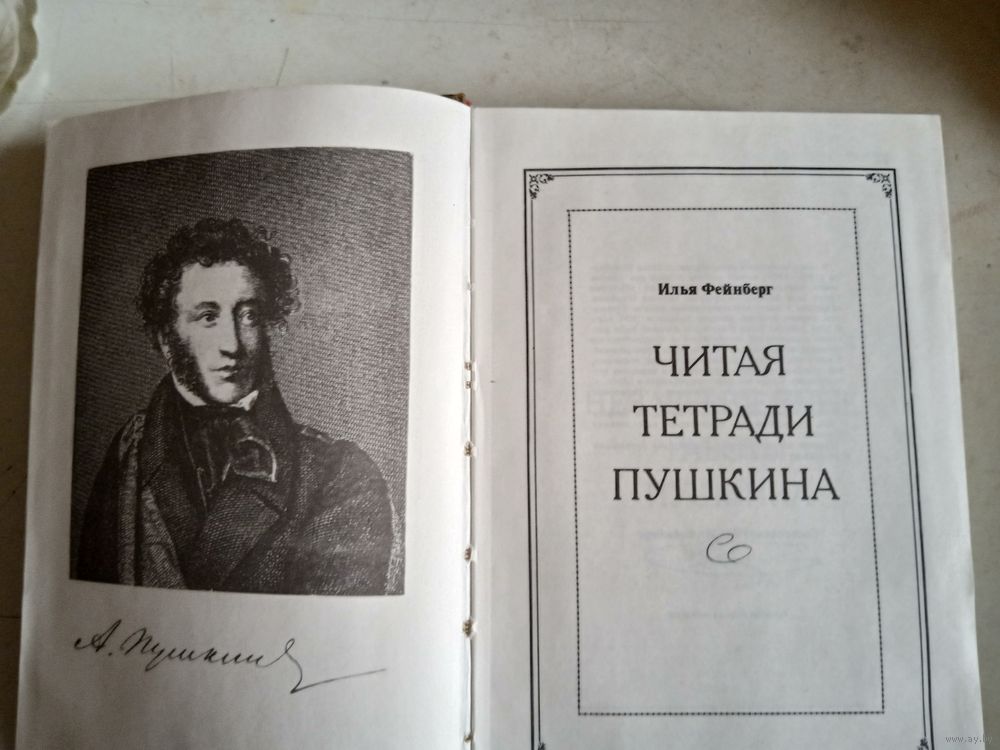 А. Пушкин
Илья Фейнберг
ЧИТАЯ
ТЕТРАДИ
ПУШКИНА